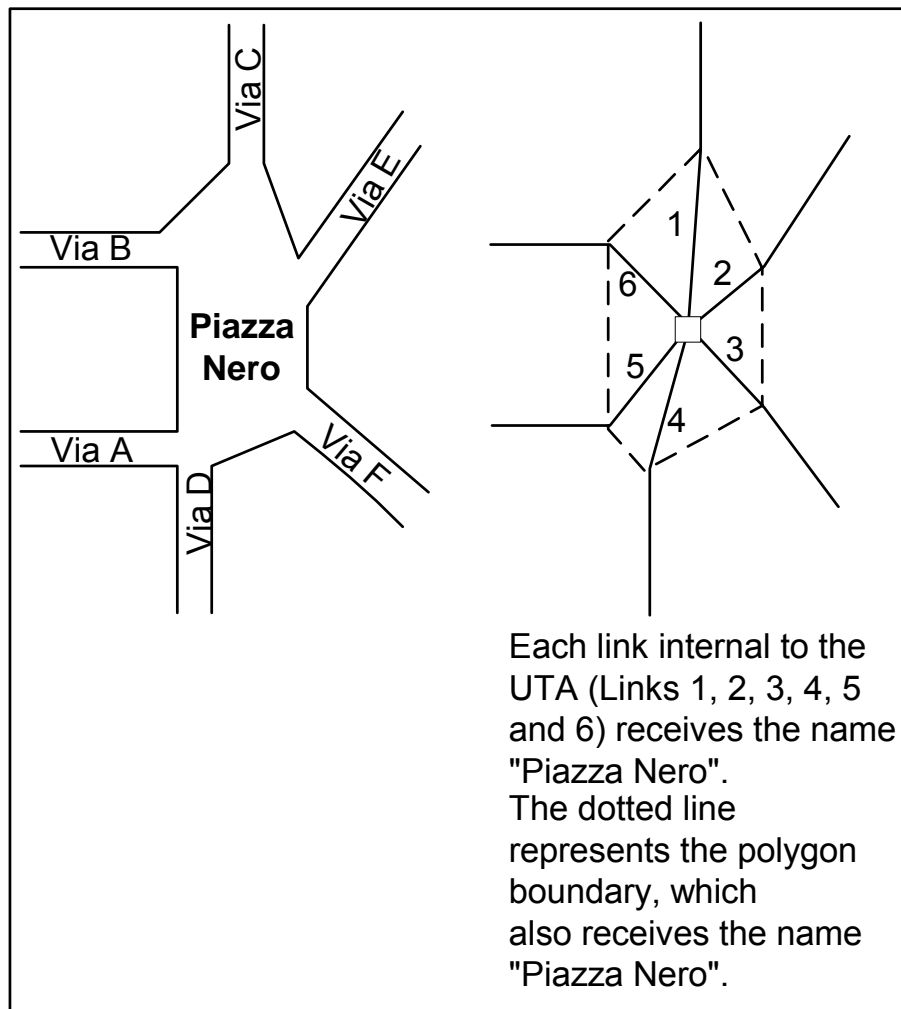 Via C
Via E
Via B
Piazza
Nero
Via A
Via F
Via D
1
2
6
3
5
4
Each link internal to the
UTA (Links 1, 2, 3, 4, 5
and 6) receives the name
"Piazza Nero".
The dotted line
represents the polygon
boundary, which
also receives the name
"Piazza Nero".